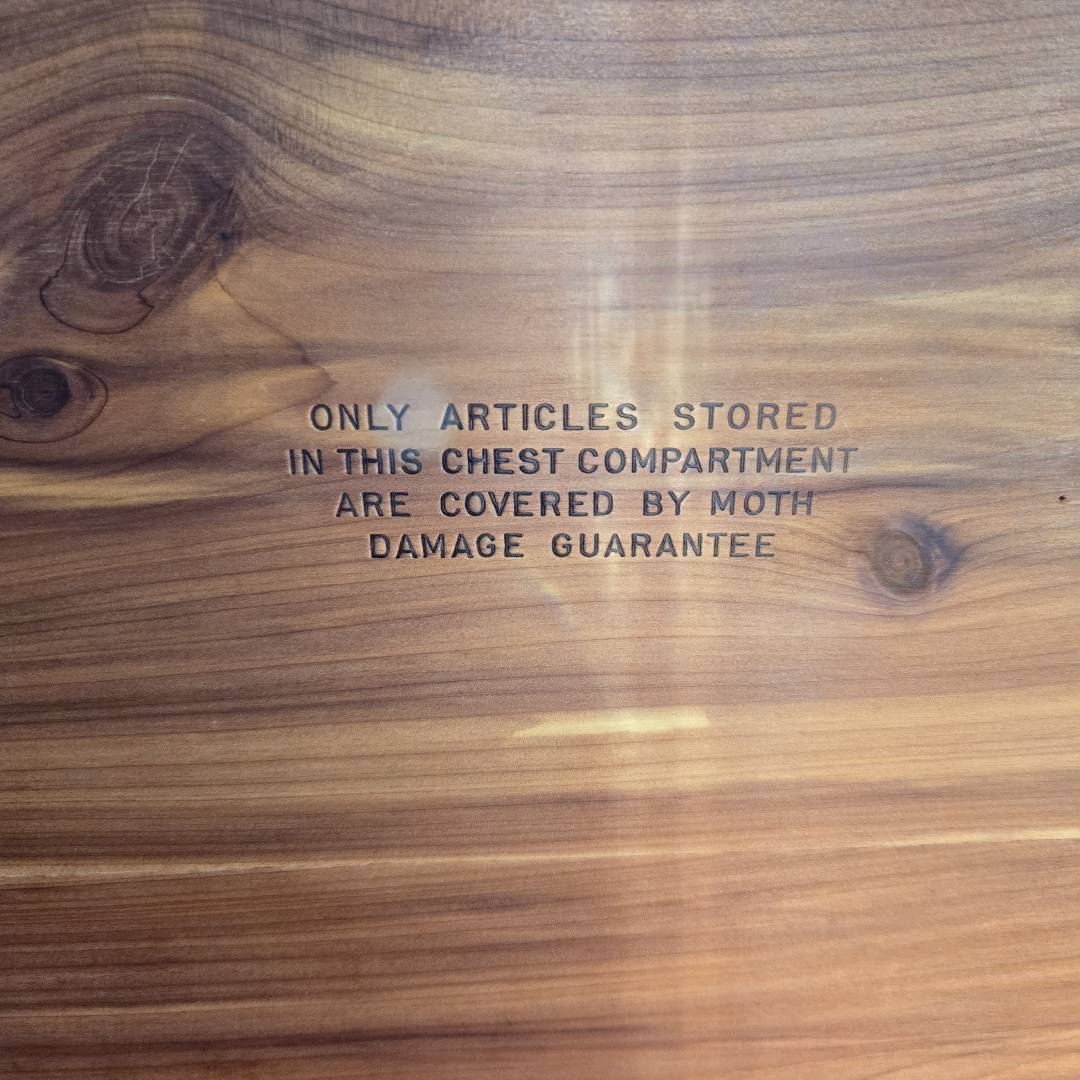 ONLY ARTICLES STORED
IN THIS CHEST COMPARTMENT
ARE COVERED BY MOTH
DAMAGE GUARANTEE